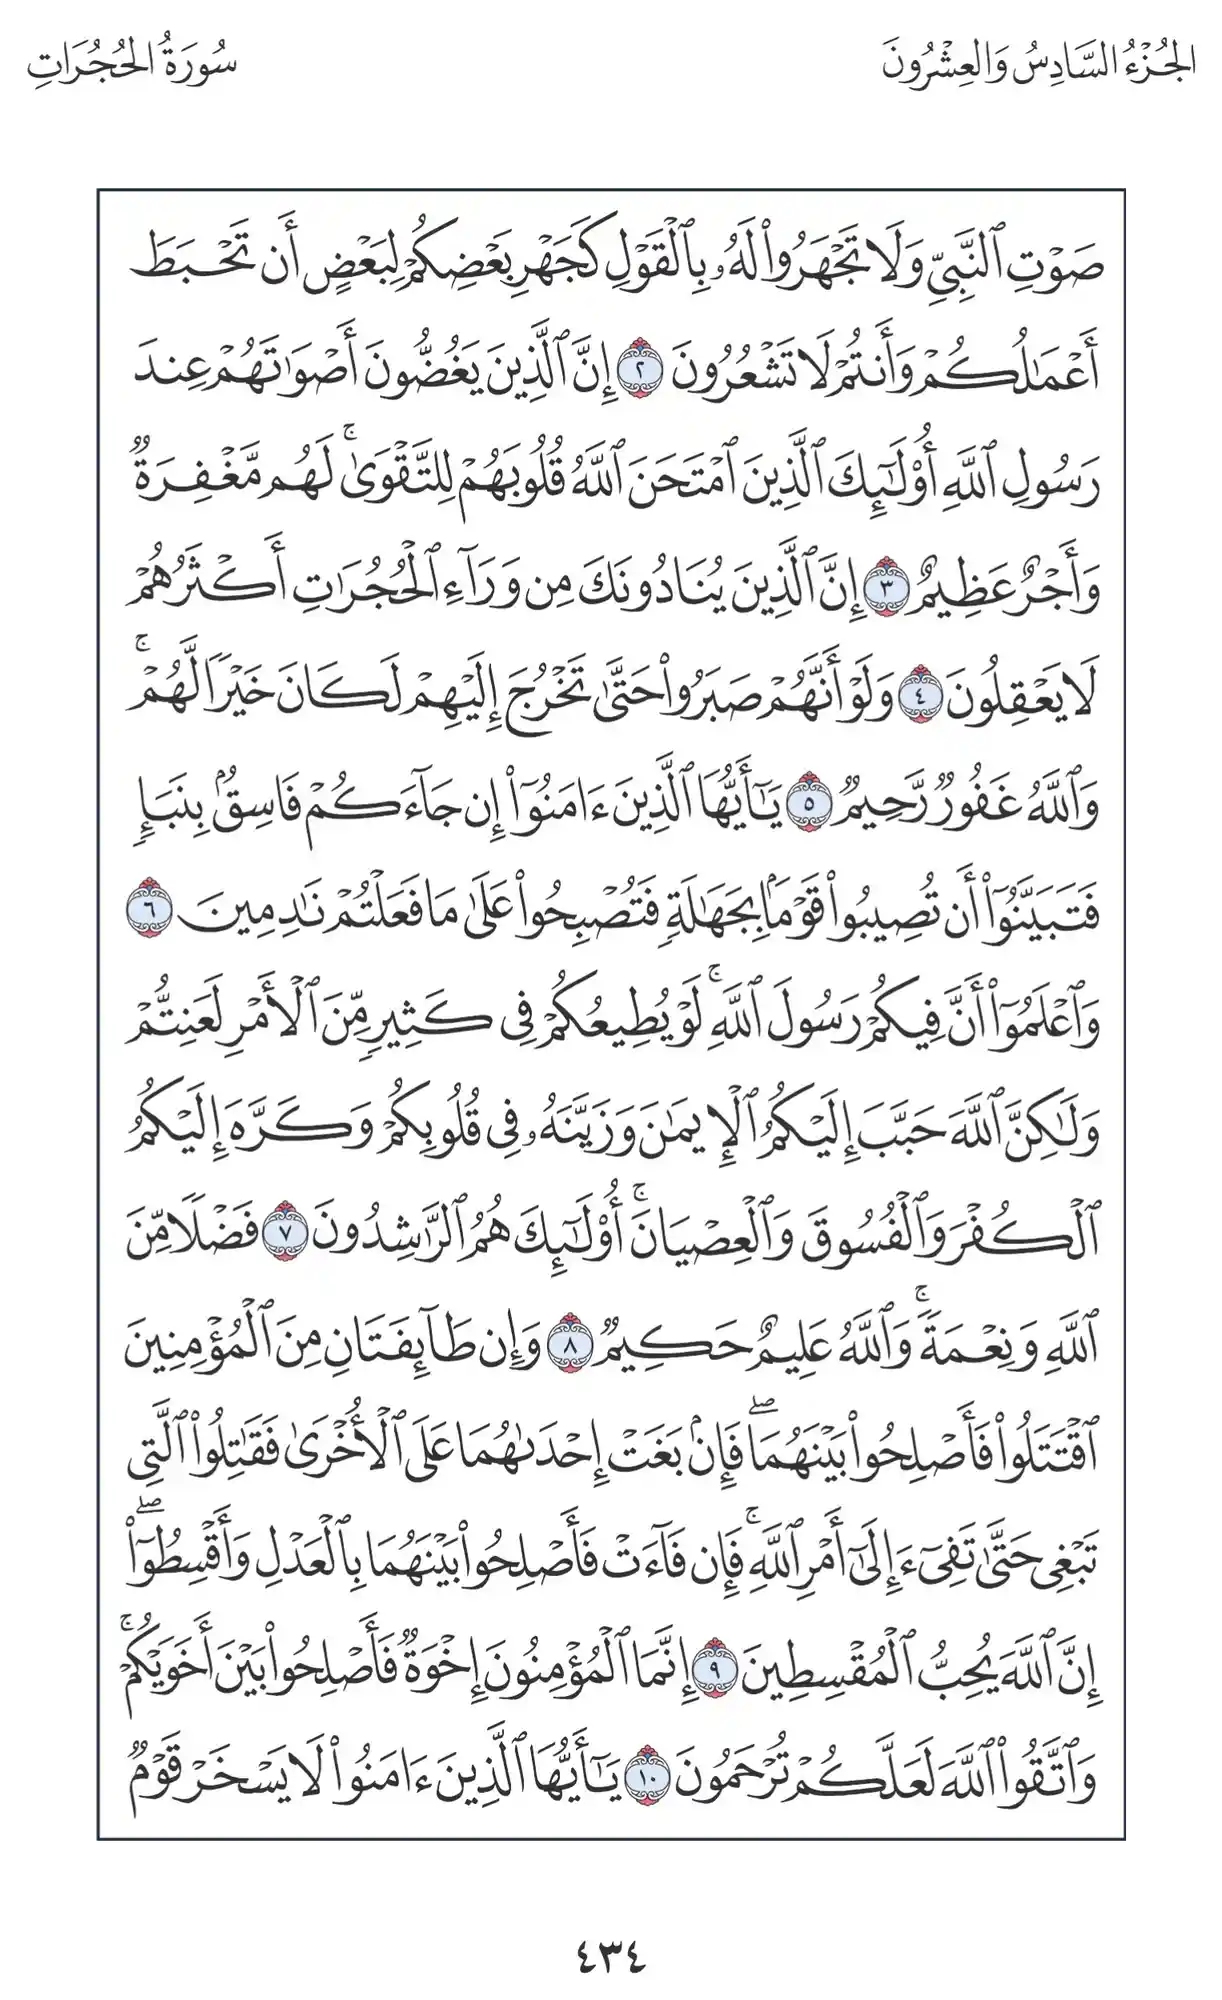 الجُزْءُ السَّادِسُ وَالعِشْرُونَ
سُورَةُ الحُجُرَاتِ
صَوْتِ ٱلنَّبِيِّ وَلَا تَجْهَرُوا۟ لَهُۥ بِٱلْقَوْلِ كَجَهْرِ بَعْضِكُمْ لِبَعْضٍ أَن تَحْبَطَ
أَعْمَـٰلُكُمْ وَأَنتُمْ لَا تَشْعُرُونَ ٢ إِنَّ ٱلَّذِينَ يَغُضُّونَ أَصْوَٰتَهُمْ عِندَ
رَسُولِ ٱللَّهِ أُو۟لَـٰٓئِكَ ٱلَّذِينَ ٱمْتَحَنَ ٱللَّهُ قُلُوبَهُمْ لِلتَّقْوَىٰ ۚ لَهُم مَّغْفِرَةٌ
وَأَجْرٌ عَظِيمٌ ٣ إِنَّ ٱلَّذِينَ يُنَادُونَكَ مِن وَرَآءِ ٱلْحُجُرَٰتِ أَكْثَرُهُمْ
لَا يَعْقِلُونَ ٤ وَلَوْ أَنَّهُمْ صَبَرُوا۟ حَتَّىٰ تَخْرُجَ إِلَيْهِمْ لَكَانَ خَيْرًا لَّهُمْ ۚ
وَٱللَّهُ غَفُورٌ رَّحِيمٌ ٥ يَـٰٓأَيُّهَا ٱلَّذِينَ ءَامَنُوٓا۟ إِن جَآءَكُمْ فَاسِقٌۢ بِنَبَإٍ
فَتَبَيَّنُوٓا۟ أَن تُصِيبُوا۟ قَوْمًۢا بِجَهَـٰلَةٍ فَتُصْبِحُوا۟ عَلَىٰ مَا فَعَلْتُمْ نَـٰدِمِينَ ٦
وَٱعْلَمُوٓا۟ أَنَّ فِيكُمْ رَسُولَ ٱللَّهِ ۚ لَوْ يُطِيعُكُمْ فِى كَثِيرٍ مِّنَ ٱلْأَمْرِ لَعَنِتُّمْ
وَلَـٰكِنَّ ٱللَّهَ حَبَّبَ إِلَيْكُمُ ٱلْإِيمَـٰنَ وَزَيَّنَهُۥ فِى قُلُوبِكُمْ وَكَرَّهَ إِلَيْكُمُ
ٱلْكُفْرَ وَٱلْفُسُوقَ وَٱلْعِصْيَانَ ۚ أُو۟لَـٰٓئِكَ هُمُ ٱلرَّٰشِدُونَ ٧ فَضْلًا مِّنَ
ٱللَّهِ وَنِعْمَةً ۚ وَٱللَّهُ عَلِيمٌ حَكِيمٌ ٨ وَإِن طَآئِفَتَانِ مِنَ ٱلْمُؤْمِنِينَ
ٱقْتَتَلُوا۟ فَأَصْلِحُوا۟ بَيْنَهُمَا ۖ فَإِنۢ بَغَتْ إِحْدَىٰهُمَا عَلَى ٱلْأُخْرَىٰ فَقَـٰتِلُوا۟ ٱلَّتِى
تَبْغِى حَتَّىٰ تَفِىٓءَ إِلَىٰٓ أَمْرِ ٱللَّهِ ۚ فَإِن فَآءَتْ فَأَصْلِحُوا۟ بَيْنَهُمَا بِٱلْعَدْلِ وَأَقْسِطُوٓا۟ ۖ
إِنَّ ٱللَّهَ يُحِبُّ ٱلْمُقْسِطِينَ ٩ إِنَّمَا ٱلْمُؤْمِنُونَ إِخْوَةٌ فَأَصْلِحُوا۟ بَيْنَ أَخَوَيْكُمْ ۚ
وَٱتَّقُوا۟ ٱللَّهَ لَعَلَّكُمْ تُرْحَمُونَ ١٠ يَـٰٓأَيُّهَا ٱلَّذِينَ ءَامَنُوا۟ لَا يَسْخَرْ قَوْمٌ
٤٣٤